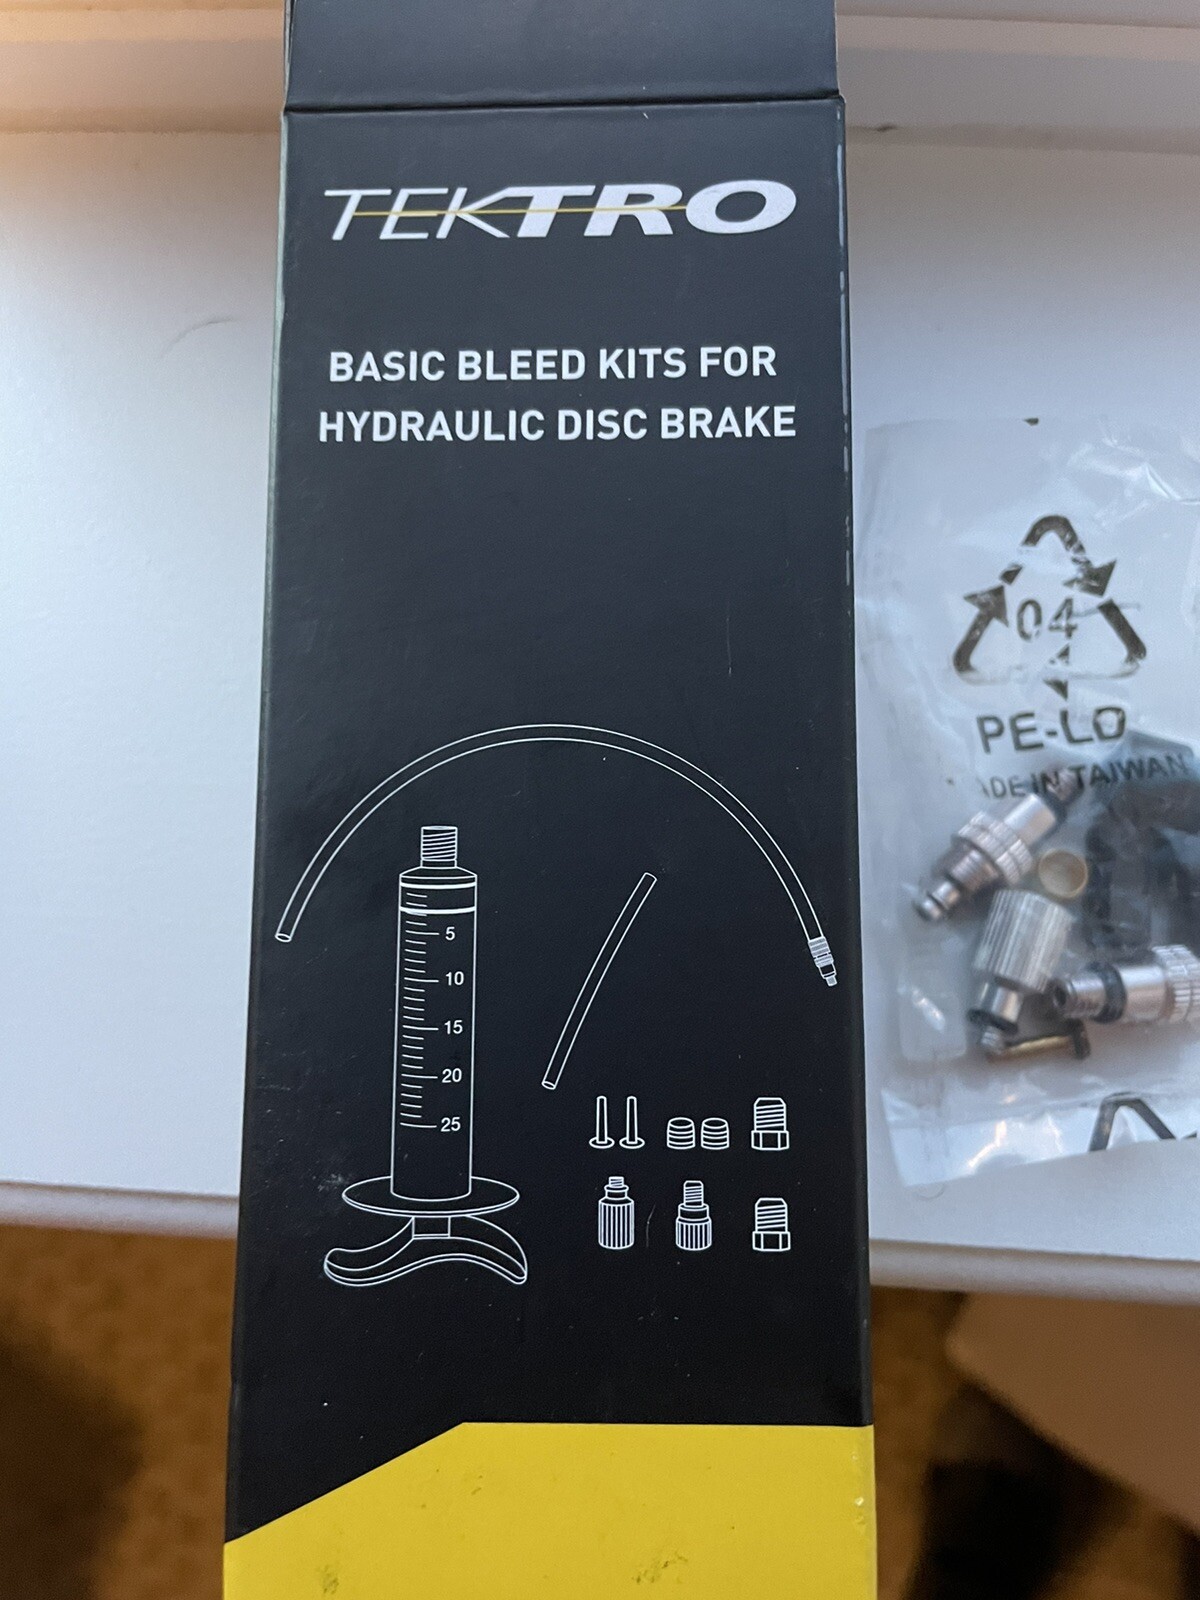 TEKTRO
BASIC BLEED KITS FOR
HYDRAULIC DISC BRAKE
5
10
15
20
25
04
PE-LD
ADE IN TAIWAN